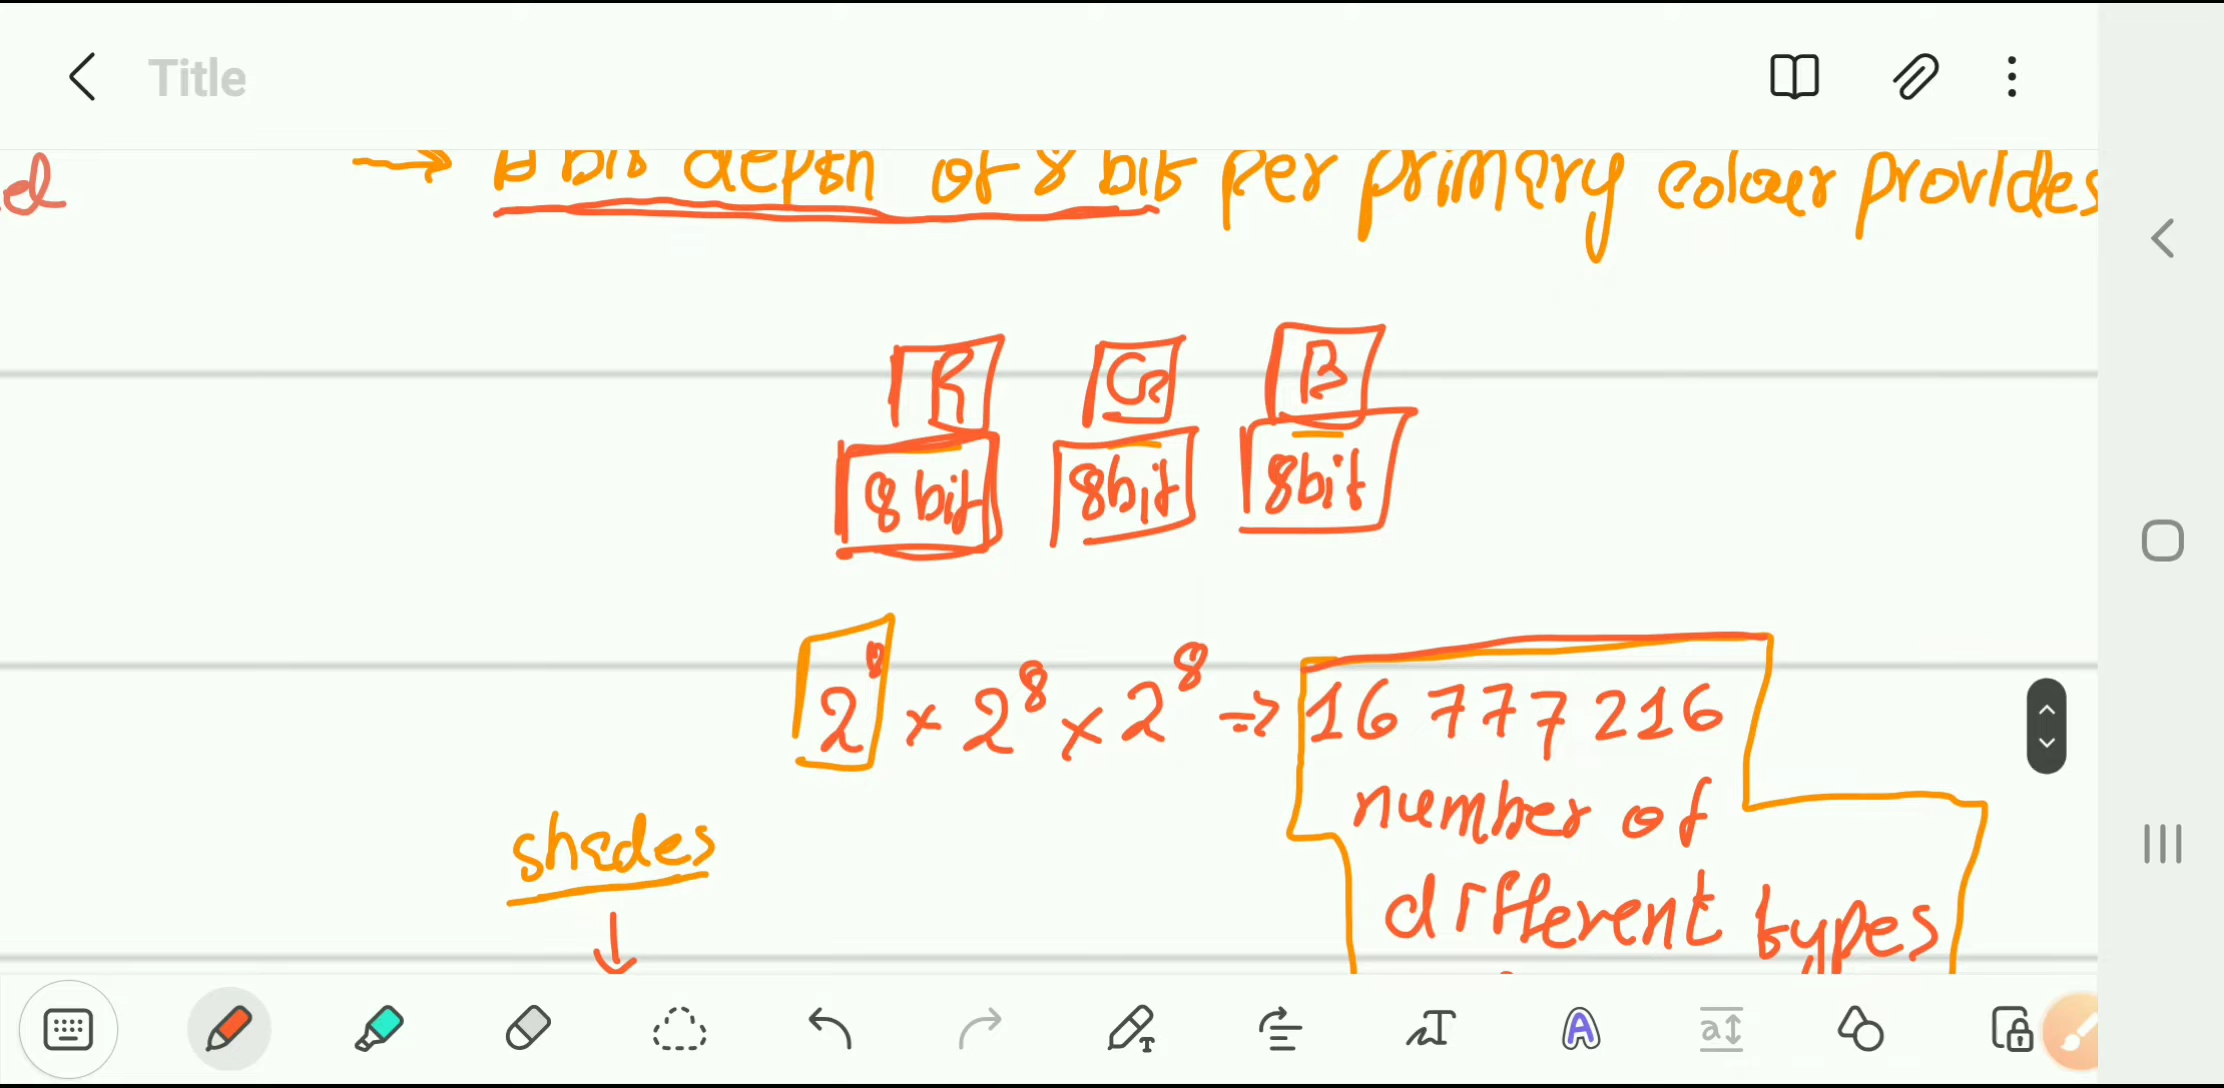 Title
ed
→ A bit depth of 8 bit per primary colour provides
R G B
8 bit 8bit 8bit
2⁸ × 2⁸ × 2⁸ ⇒ 16 777 216
number of
shades
different types